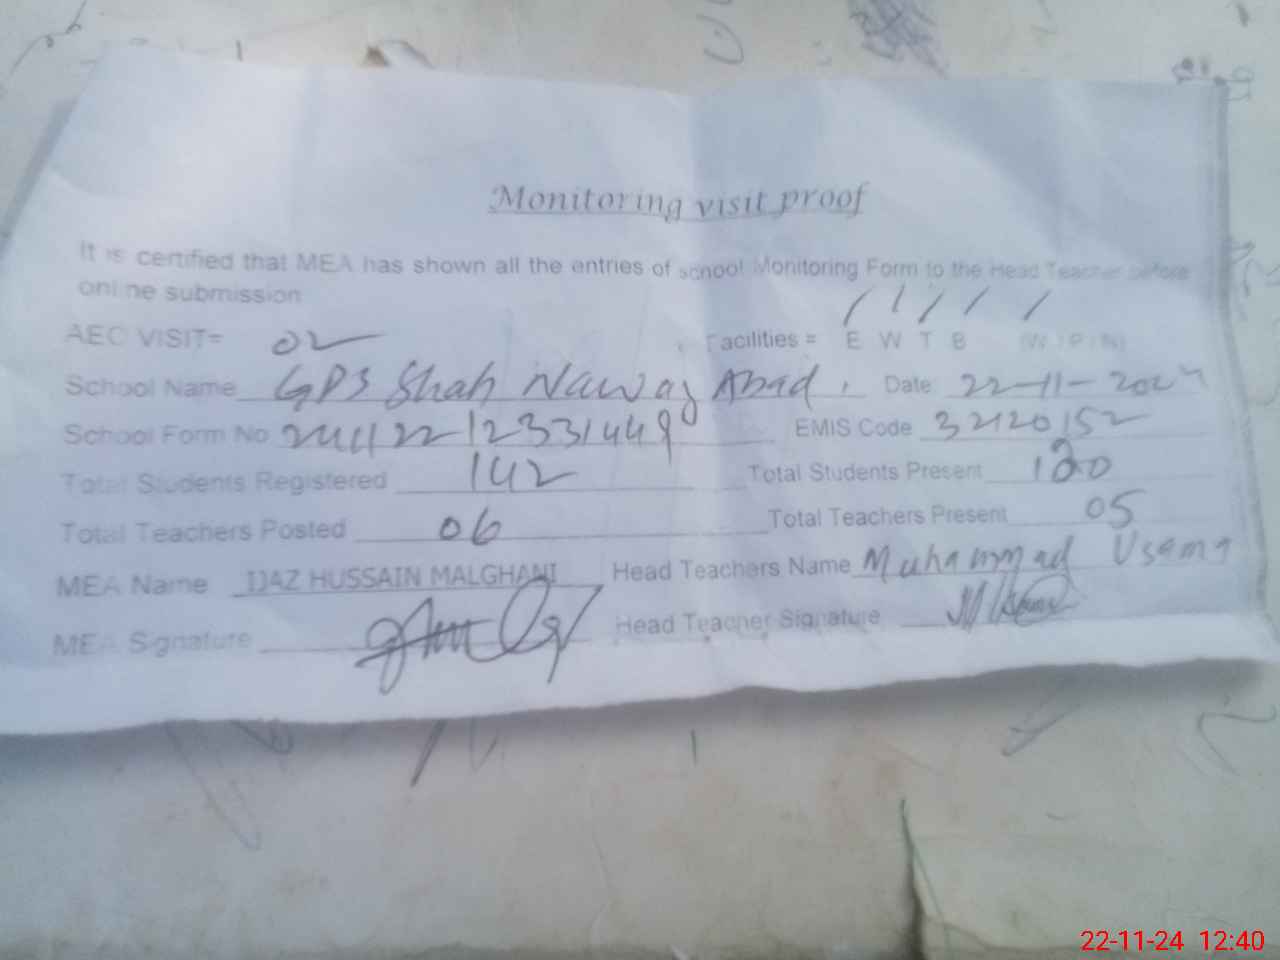 Monitoring visit proof
It is certified that MEA has shown all the entries of school Monitoring Form to the Head Teacher before
online submission
AEC VISIT= 02 Facilities = E W T B (W / P / N)
School Name GPS Shah Nawaz Abad, Date 22-11-2024
School Form No EMIS Code 32120152
Total Students Registered 142 Total Students Present 120
Total Teachers Posted 06 Total Teachers Present 05
MEA Name IJAZ HUSSAIN MALGHANI Head Teachers Name Muhammad Usama
MEA Signature Head Teacher Signature
22-11-24 12:40